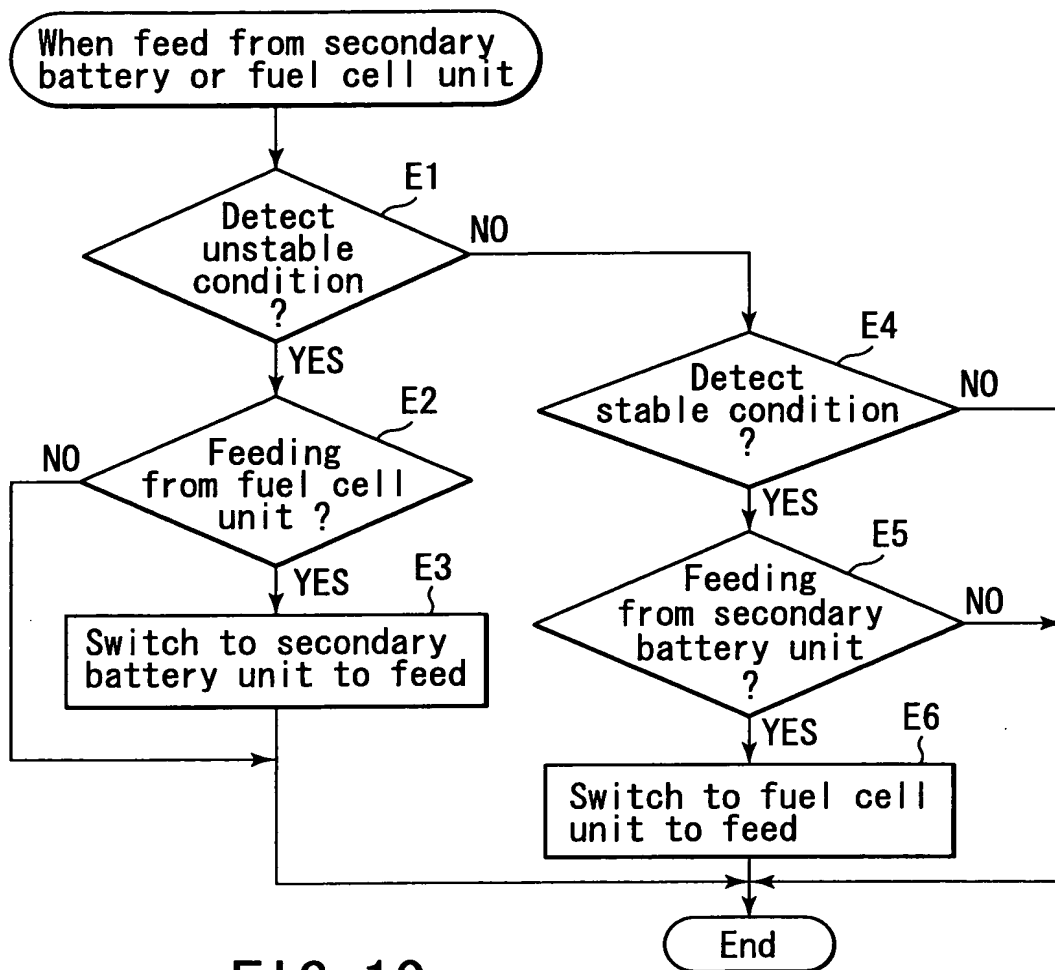 When feed from secondary
battery or fuel cell unit
E1
Detect
unstable
condition
?
NO
YES
E2
Feeding
from fuel cell
unit ?
NO
YES
E3
Switch to secondary
battery unit to feed
E4
Detect
stable condition
?
NO
YES
E5
Feeding
from secondary
battery unit
?
NO
YES
E6
Switch to fuel cell
unit to feed
End